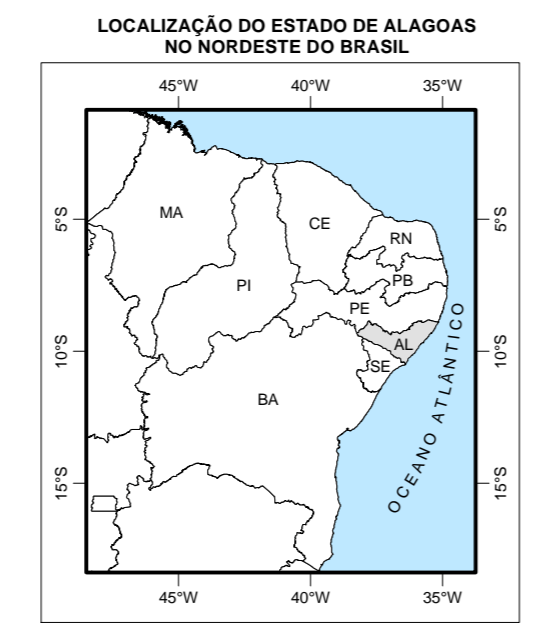 LOCALIZAÇÃO DO ESTADO DE ALAGOAS
NO NORDESTE DO BRASIL
45°W 40°W 35°W
5°S 5°S
MA
CE
RN
PB
PI
PE
AL
10°S 10°S
SE
BA
OCEANO ATLÂNTICO
15°S 15°S
45°W 40°W 35°W